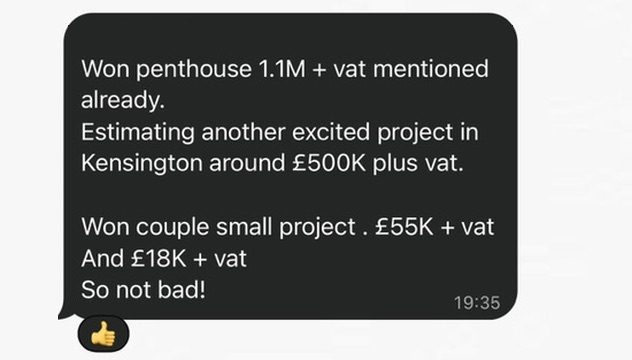 Won penthouse 1.1M + vat mentioned
already.
Estimating another excited project in
Kensington around £500K plus vat.
Won couple small project . £55K + vat
And £18K + vat
So not bad!
19:35